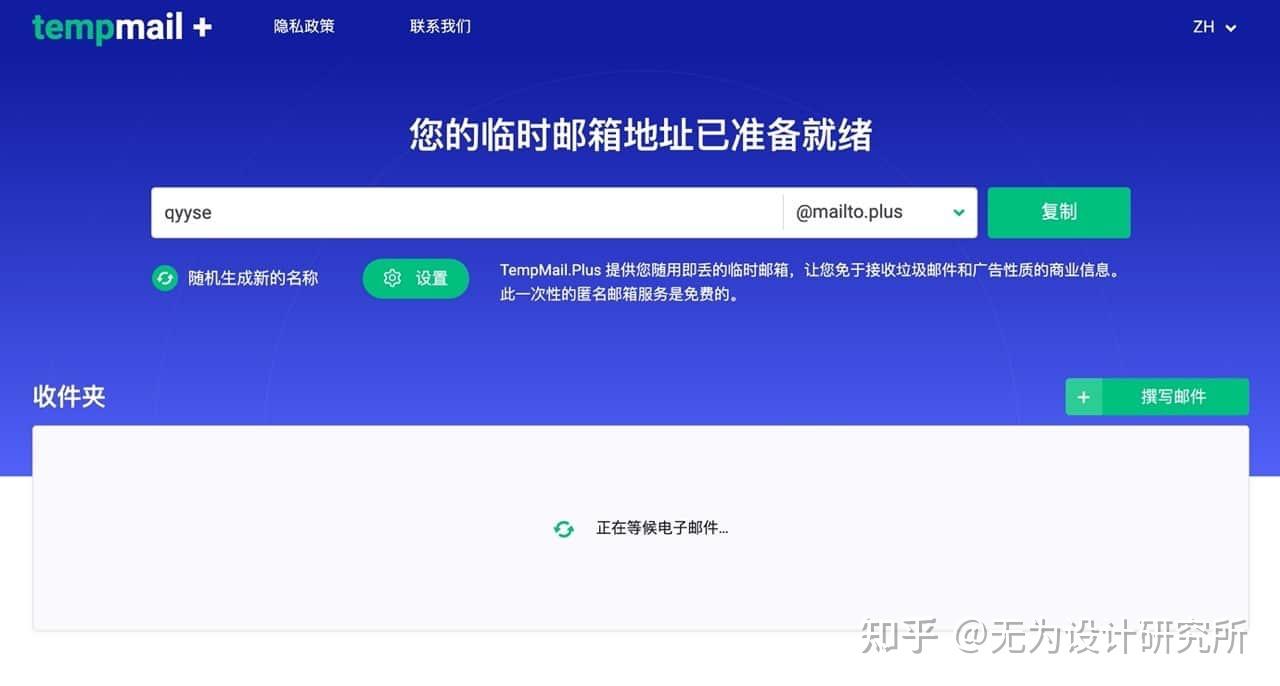 tempmail +
隐私政策
联系我们
ZH
您的临时邮箱地址已准备就绪
qyyse
@mailto.plus
复制
随机生成新的名称
设置
TempMail.Plus 提供您随用即丢的临时邮箱，让您免于接收垃圾邮件和广告性质的商业信息。
此一次性的匿名邮箱服务是免费的。
收件夹
+ 撰写邮件
正在等候电子邮件...
知乎 @无为设计研究所